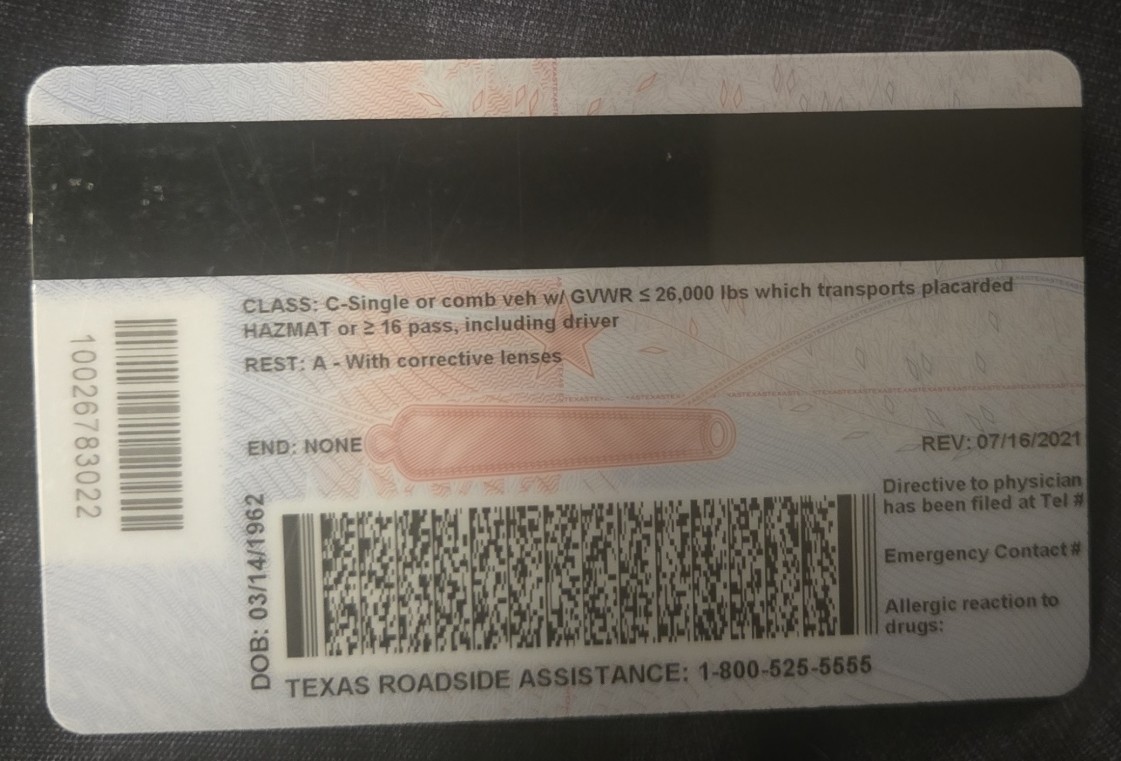 CLASS: C-Single or comb veh w/ GVWR ≤ 26,000 lbs which transports placarded
HAZMAT or ≥ 16 pass, including driver
REST: A - With corrective lenses
END: NONE
REV: 07/16/2021
Directive to physician
has been filed at Tel #
Emergency Contact #
Allergic reaction to
drugs:
10026783022
DOB: 03/14/1962
TEXAS ROADSIDE ASSISTANCE: 1-800-525-5555